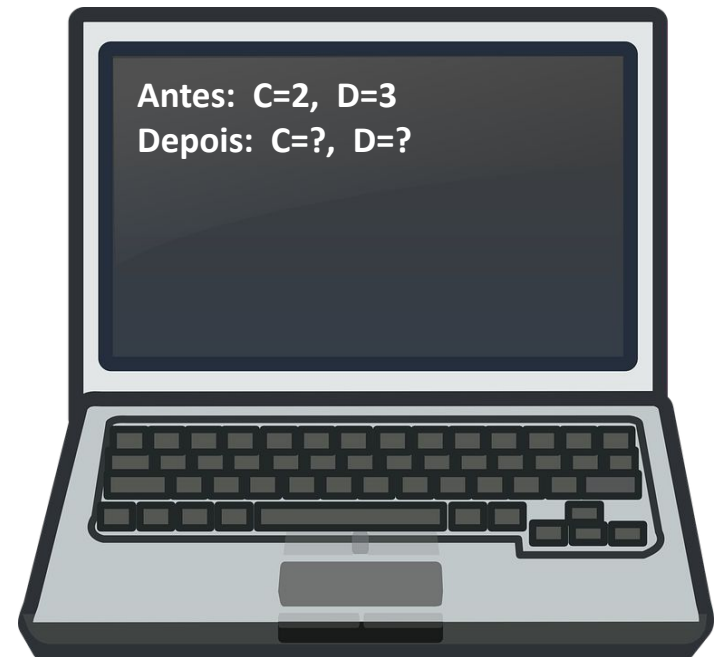 Antes:  C=2,  D=3
Depois:  C=?,  D=?